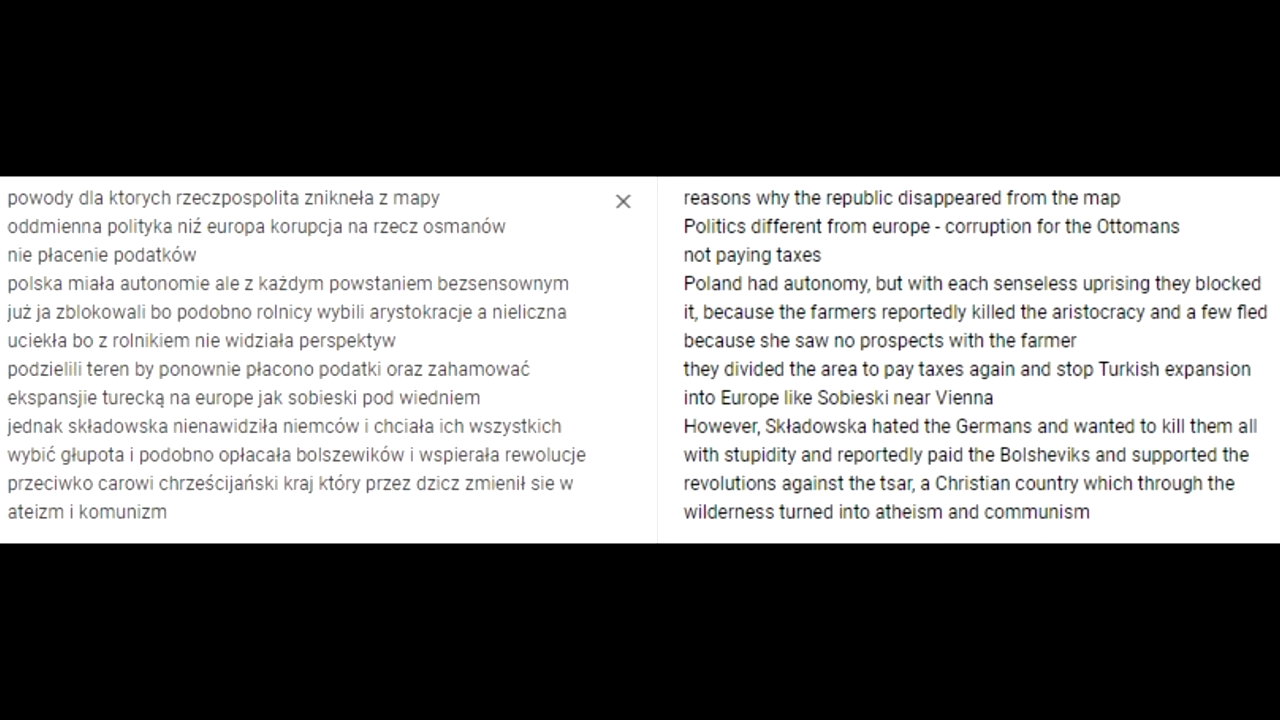 powody dla ktorych rzeczpospolita znikneła z mapy
oddmienna polityka niź europa korupcja na rzecz osmanów
nie płacenie podatków
polska miała autonomie ale z każdym powstaniem bezsensownym
już ja zblokowali bo podobno rolnicy wybili arystokracje a nieliczna
uciekła bo z rolnikiem nie widziała perspektyw
podzielili teren by ponownie płacono podatki oraz zahamować
ekspansjie turecką na europe jak sobieski pod wiedniem
jednak składowska nienawidziła niemców i chciała ich wszystkich
wybić głupota i podobno opłacała bolszewików i wspierała rewolucje
przeciwko carowi chrześcijański kraj który przez dzicz zmienił sie w
ateizm i komunizm
reasons why the republic disappeared from the map
Politics different from europe - corruption for the Ottomans
not paying taxes
Poland had autonomy, but with each senseless uprising they blocked
it, because the farmers reportedly killed the aristocracy and a few fled
because she saw no prospects with the farmer
they divided the area to pay taxes again and stop Turkish expansion
into Europe like Sobieski near Vienna
However, Składowska hated the Germans and wanted to kill them all
with stupidity and reportedly paid the Bolsheviks and supported the
revolutions against the tsar, a Christian country which through the
wilderness turned into atheism and communism